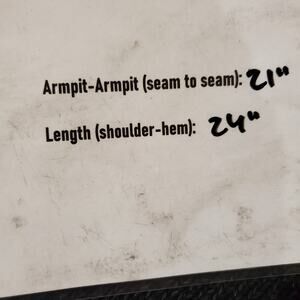 Armpit-Armpit (seam to seam): 21"
Length (shoulder-hem): 24"